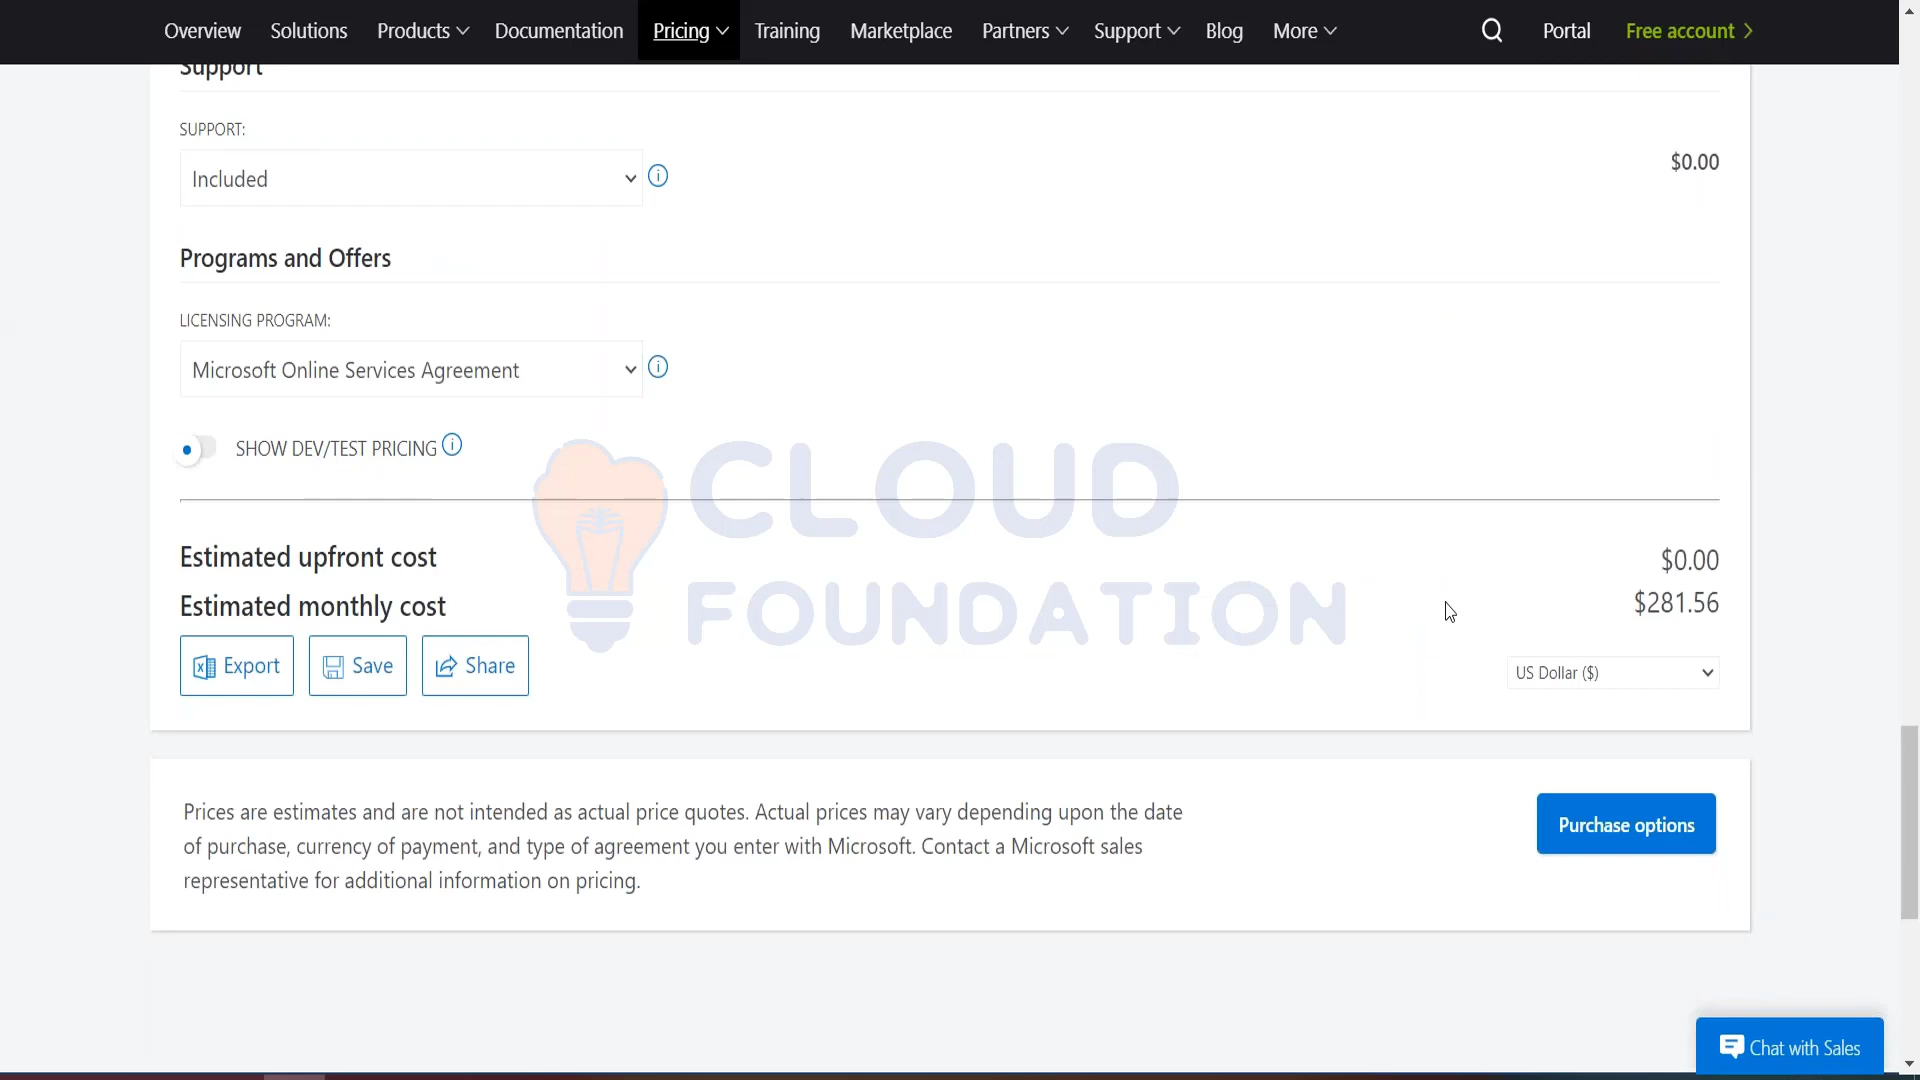 Overview Solutions Products Documentation Pricing Training Marketplace Partners Support Blog More Portal Free account
Support
SUPPORT:
Included
$0.00
Programs and Offers
LICENSING PROGRAM:
Microsoft Online Services Agreement
SHOW DEV/TEST PRICING
CLOUD
FOUNDATION
Estimated upfront cost $0.00
Estimated monthly cost $281.56
Export Save Share
US Dollar ($)
Prices are estimates and are not intended as actual price quotes. Actual prices may vary depending upon the date
of purchase, currency of payment, and type of agreement you enter with Microsoft. Contact a Microsoft sales
representative for additional information on pricing.
Purchase options
Chat with Sales